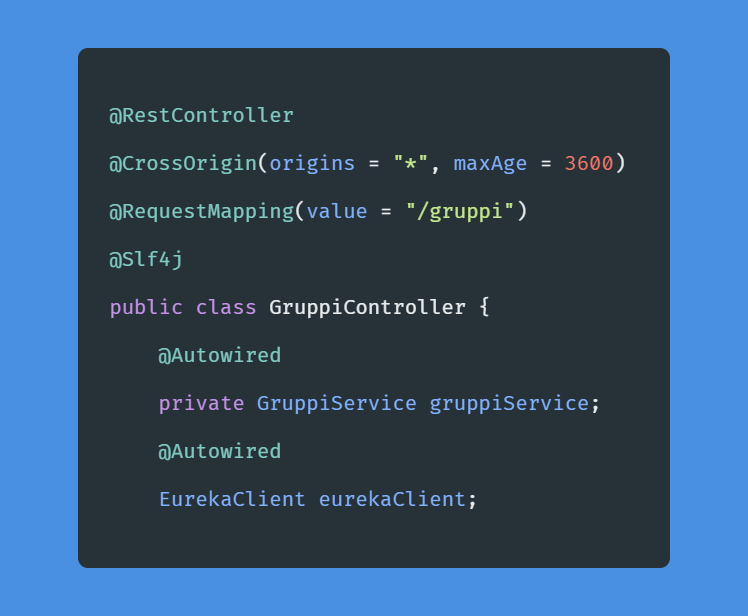 @RestController
@CrossOrigin(origins = "*", maxAge = 3600)
@RequestMapping(value = "/gruppi")
@Slf4j
public class GruppiController {
    @Autowired
    private GruppiService gruppiService;
    @Autowired
    EurekaClient eurekaClient;